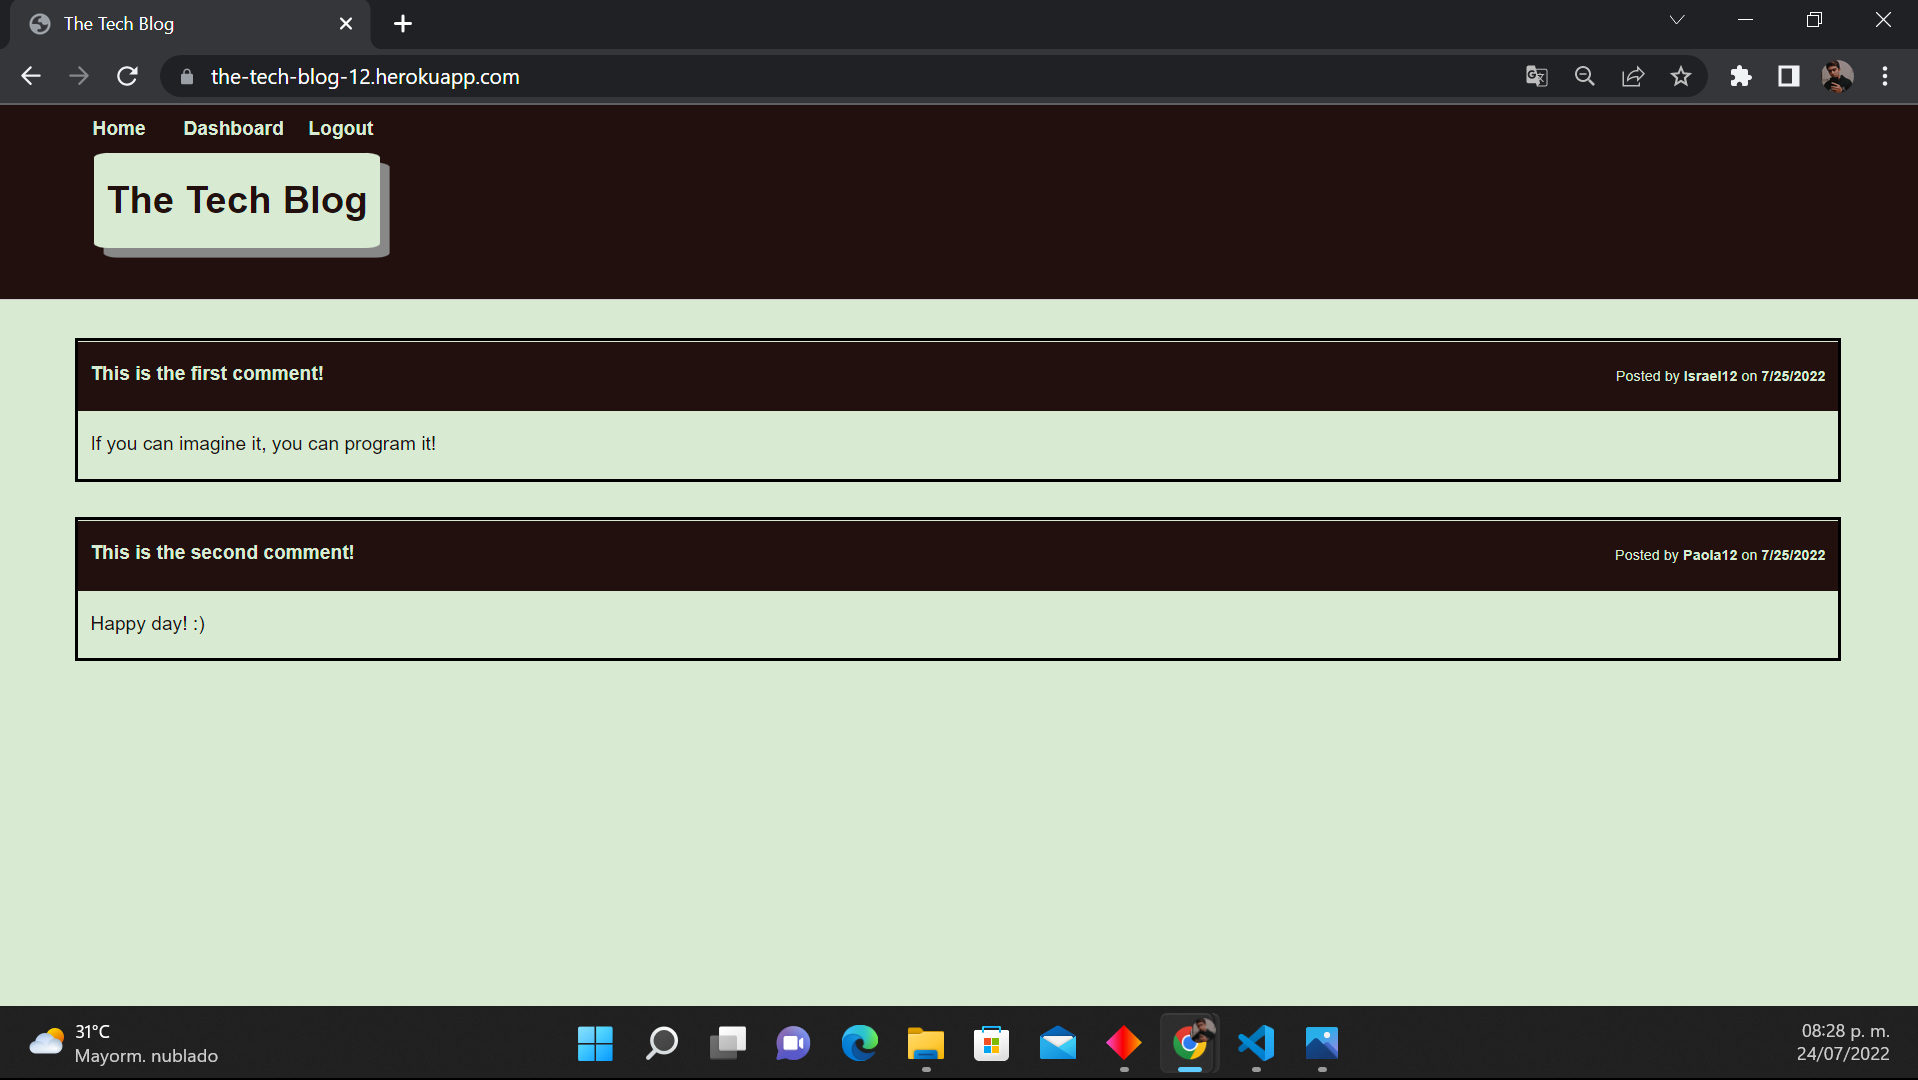 The Tech Blog
the-tech-blog-12.herokuapp.com
Home Dashboard Logout
The Tech Blog
This is the first comment! Posted by Israel12 on 7/25/2022
If you can imagine it, you can program it!
This is the second comment! Posted by Paola12 on 7/25/2022
Happy day! :)
31°C
Mayorm. nublado
08:28 p. m.
24/07/2022